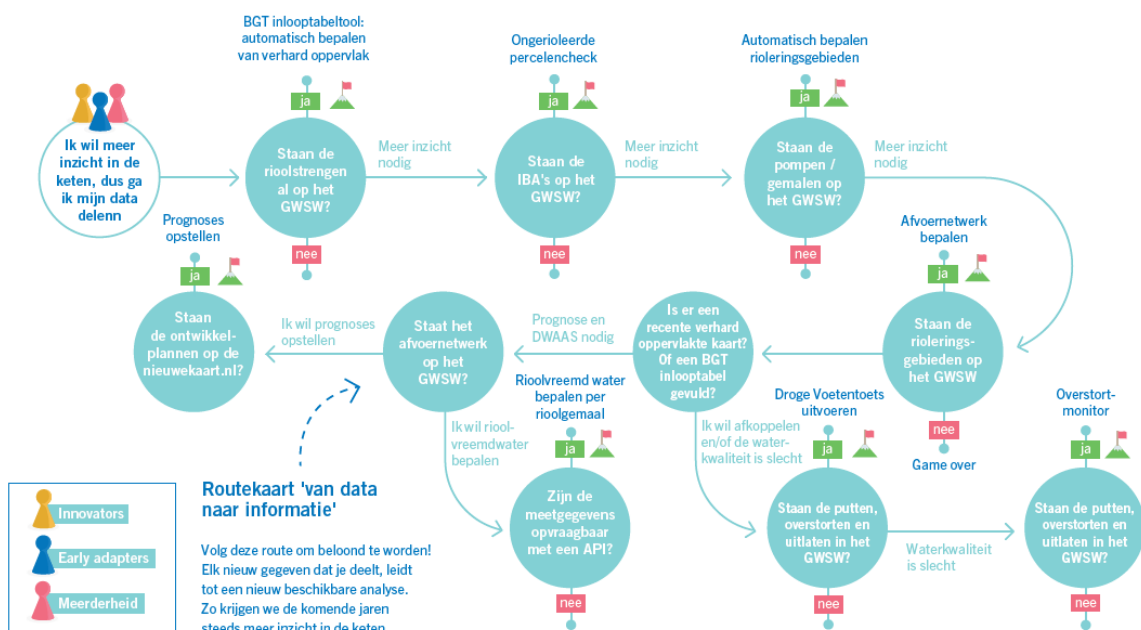 BGT inlooptabeltool:
automatisch bepalen
van verhard oppervlak
Ongerioleerde
percelencheck
Automatisch bepalen
rioleringsgebieden
ja
ja
ja
Ik wil meer
inzicht in de
keten, dus ga
ik mijn data
delenn
Staan de
rioolstrengen
al op het
GWSW?
Meer inzicht
nodig
Staan de
IBA's op het
GWSW?
Meer inzicht
nodig
Staan de
pompen /
gemalen op
het GWSW?
Meer inzicht
nodig
nee
nee
nee
Prognoses
opstellen
Afvoernetwerk
bepalen
ja
ja
Staan de
riolerings-
gebieden op
het GWSW
Is er een
recente verhard
oppervlakte kaart?
Of een BGT
inlooptabel
gevuld?
Prognose en
DWAAS nodig
Staat het
afvoernetwerk
op het
GWSW?
Ik wil prognoses
opstellen
Staan
de ontwikkel-
plannen op de
nieuwekaart.nl?
nee
Game over
Ik wil riool-
vreemdwater
bepalen
Rioolvreemd water
bepalen per
rioolgemaal
ja
Zijn de
meetgegevens
opvraagbaar
met een API?
nee
Ik wil afkoppelen
en/of de water-
kwaliteit is slecht
Droge Voetentoets
uitvoeren
ja
Staan de putten,
overstorten en
uitlaten in het
GWSW?
nee
Waterkwaliteit
is slecht
Overstort-
monitor
ja
Staan de putten,
overstorten en
uitlaten in het
GWSW?
nee
Innovators
Early adapters
Meerderheid
Routekaart 'van data
naar informatie'
Volg deze route om beloond te worden!
Elk nieuw gegeven dat je deelt, leidt
tot een nieuw beschikbare analyse.
Zo krijgen we de komende jaren
steeds meer inzicht in de keten